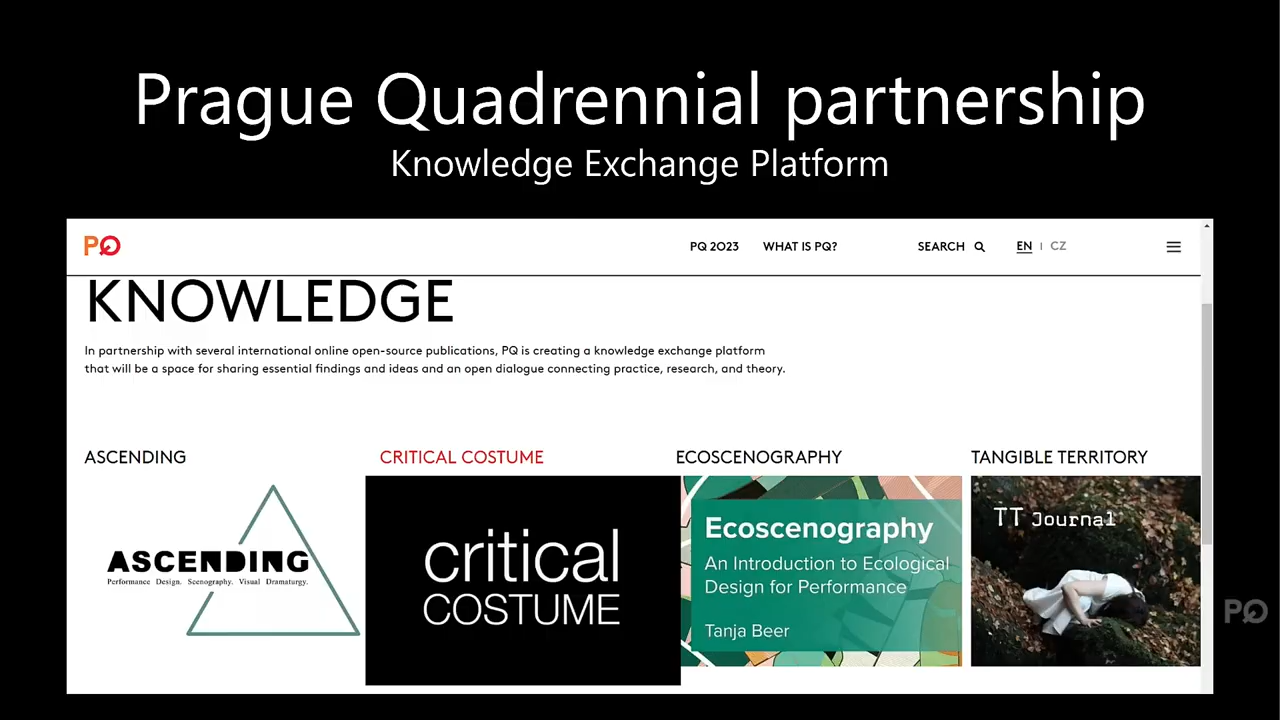 Prague Quadrennial partnership
Knowledge Exchange Platform
PQ
PQ 2023 WHAT IS PQ? SEARCH EN | CZ
KNOWLEDGE
In partnership with several international online open-source publications, PQ is creating a knowledge exchange platform
that will be a space for sharing essential findings and ideas and an open dialogue connecting practice, research, and theory.
ASCENDING
CRITICAL COSTUME
ECOSCENOGRAPHY
TANGIBLE TERRITORY
ASCENDING
Performance Design. Scenography. Visual Dramaturgy.
critical
COSTUME
Ecoscenography
An Introduction to Ecological
Design for Performance
Tanja Beer
TT Journal
PQ